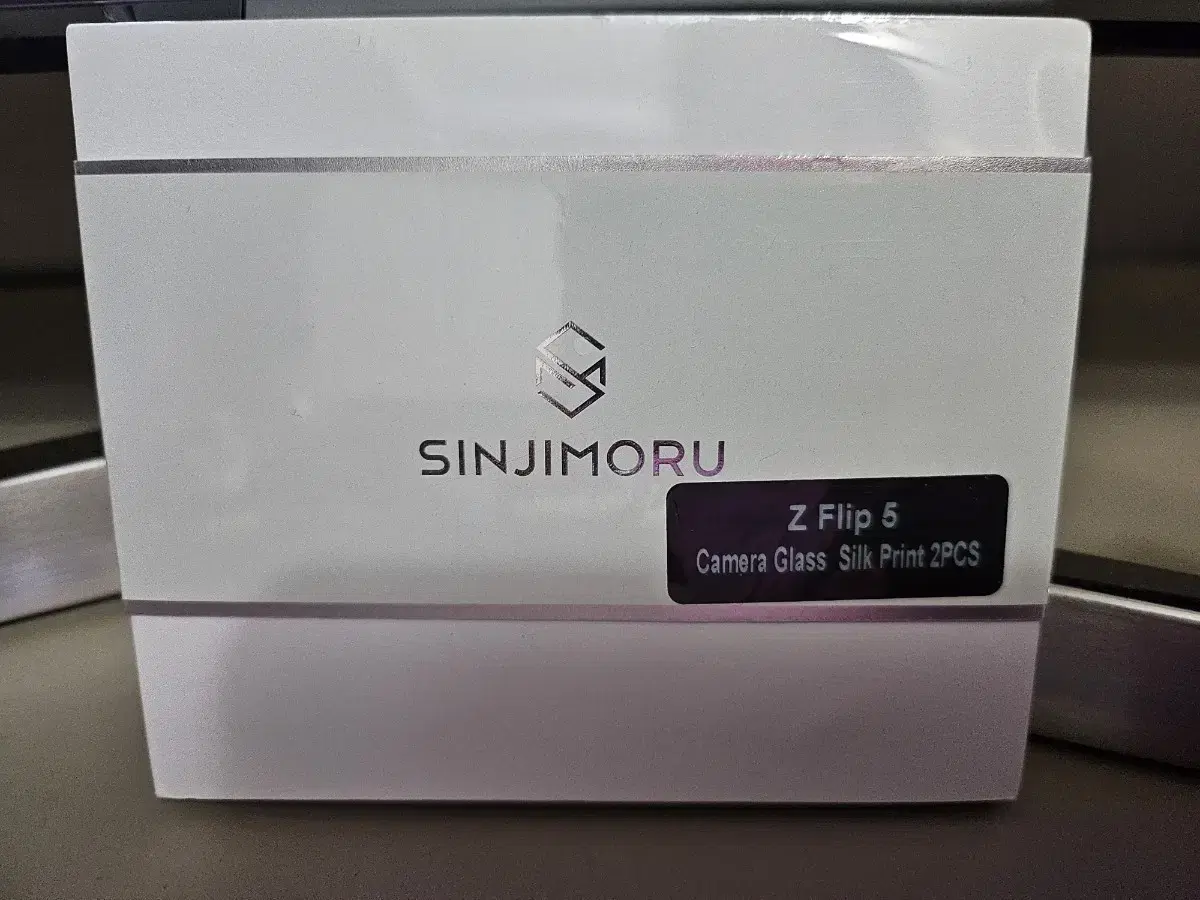 SINJIMORU
Z Flip 5
Camera Glass Silk Print 2PCS